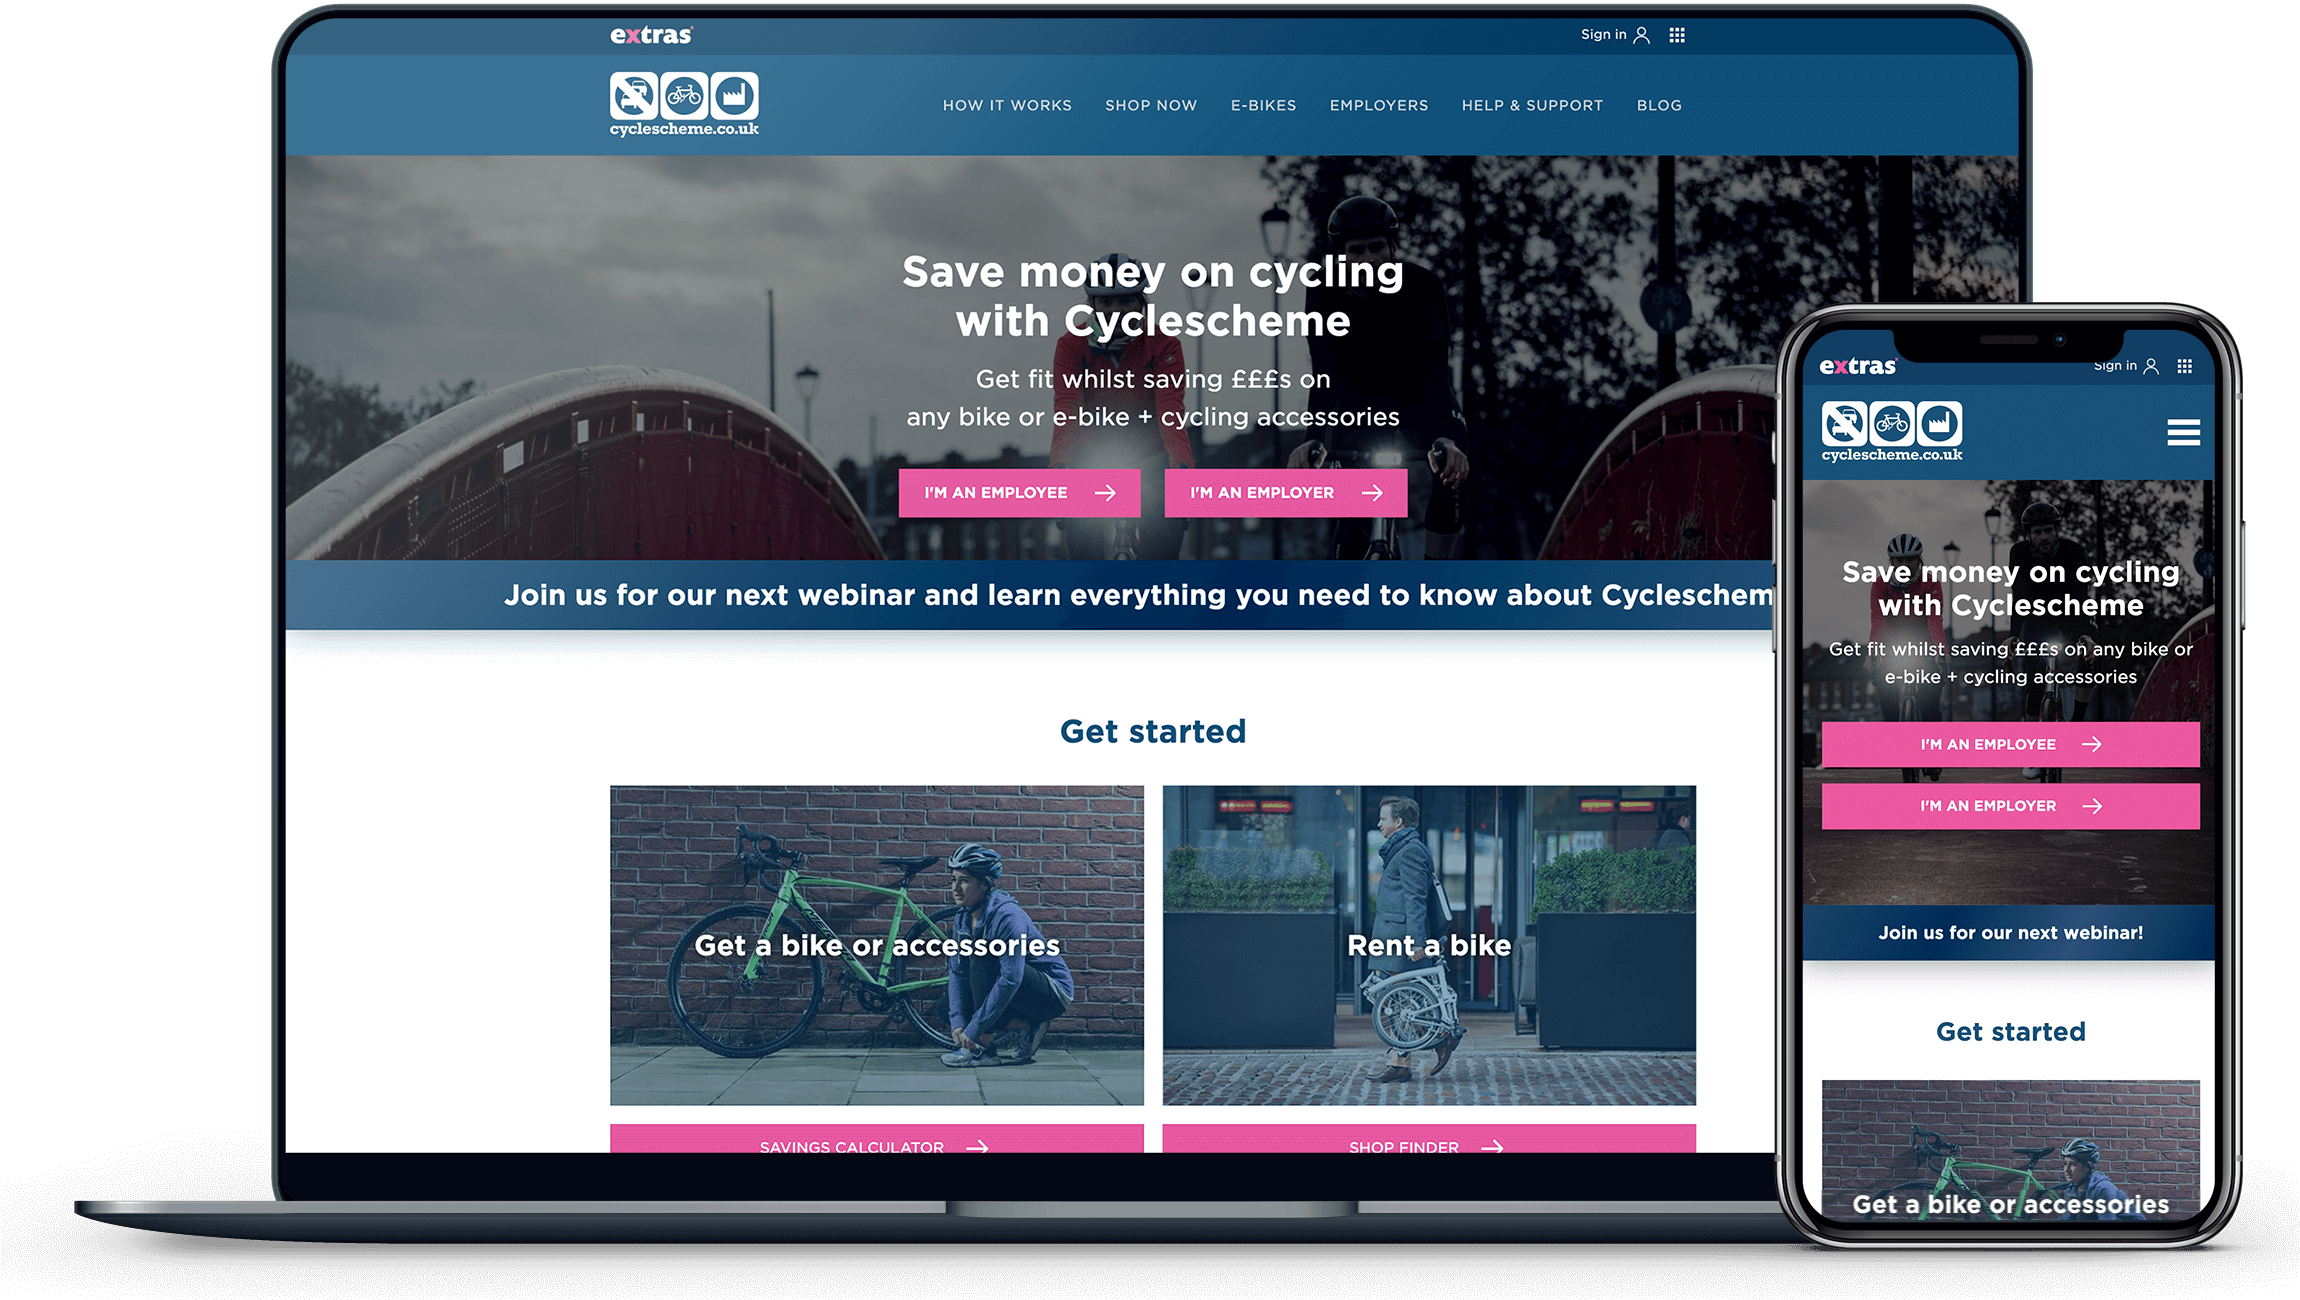 extras
Sign in
cyclescheme.co.uk
HOW IT WORKS SHOP NOW E-BIKES EMPLOYERS HELP & SUPPORT BLOG
Save money on cycling
with Cyclescheme
Get fit whilst saving £££s on
any bike or e-bike + cycling accessories
I'M AN EMPLOYEE
I'M AN EMPLOYER
Join us for our next webinar and learn everything you need to know about Cycleschem
Get started
Get a bike or accessories
Rent a bike
SAVINGS CALCULATOR
SHOP FINDER
extras
Sign in
cyclescheme.co.uk
Save money on cycling
with Cyclescheme
Get fit whilst saving £££s on any bike or
e-bike + cycling accessories
I'M AN EMPLOYEE
I'M AN EMPLOYER
Join us for our next webinar!
Get started
Get a bike or accessories